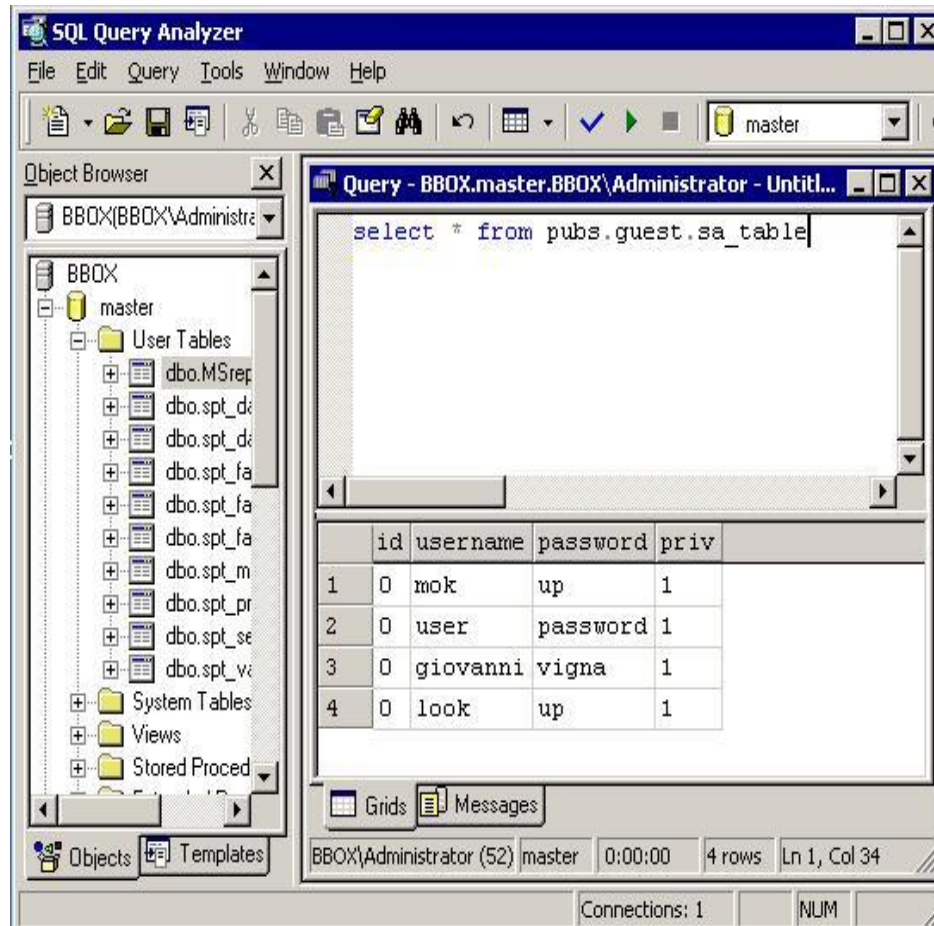 SQL Query Analyzer
File Edit Query Tools Window Help
master
Object Browser
BBOX(BBOX\Administra
BBOX
master
User Tables
dbo.MSrep
dbo.spt_da
dbo.spt_da
dbo.spt_fa
dbo.spt_fa
dbo.spt_fa
dbo.spt_m
dbo.spt_pr
dbo.spt_se
dbo.spt_va
System Tables
Views
Stored Proced
Objects Templates
Query - BBOX.master.BBOX\Administrator - Untitl...
select * from pubs.guest.sa_table
id username password priv
1 0 mok up 1
2 0 user password 1
3 0 giovanni vigna 1
4 0 look up 1
Grids Messages
BBOX\Administrator (52) master 0:00:00 4 rows Ln 1, Col 34
Connections: 1 NUM